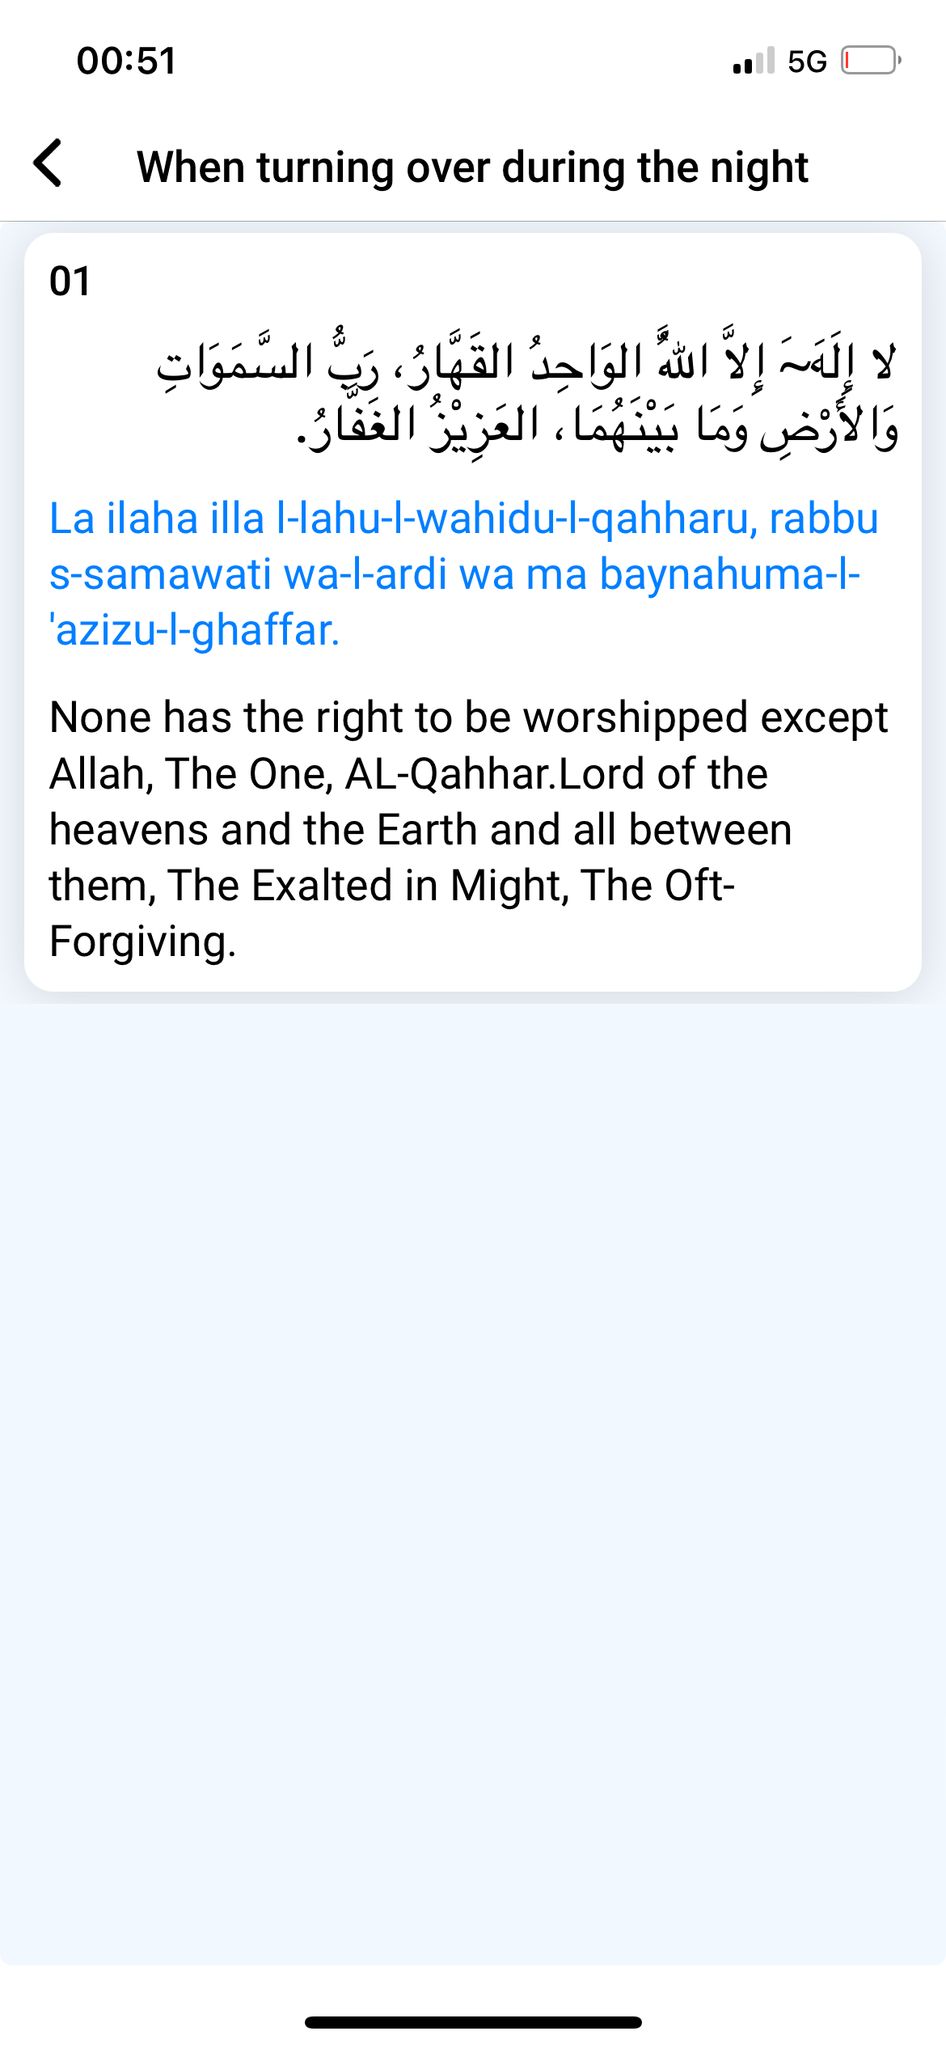 00:51
5G
When turning over during the night
01
لا إِلَهَ إِلاَّ اللهُ الوَاحِدُ القَهَّارُ، رَبُّ السَّمَوَاتِ
وَالأَرْضِ وَمَا بَيْنَهُمَا، العَزِيْزُ الغَفَّارُ.
La ilaha illa l-lahu-l-wahidu-l-qahharu, rabbu
s-samawati wa-l-ardi wa ma baynahuma-l-
'azizu-l-ghaffar.
None has the right to be worshipped except
Allah, The One, AL-Qahhar.Lord of the
heavens and the Earth and all between
them, The Exalted in Might, The Oft-
Forgiving.